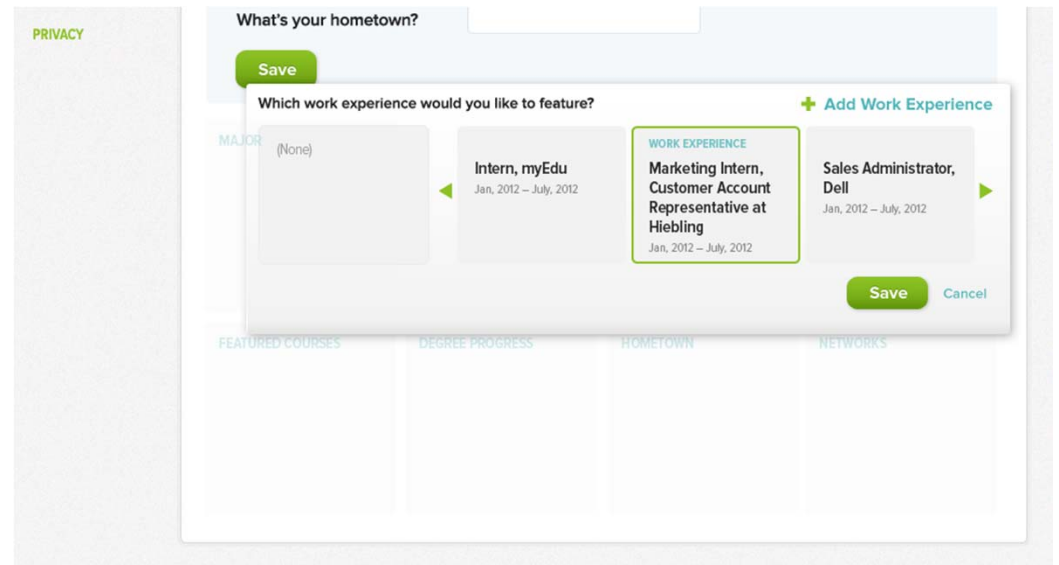 PRIVACY
What's your hometown?
Save
Which work experience would you like to feature?
+ Add Work Experience
MAJOR
(None)
Intern, myEdu
Jan, 2012 – July, 2012
WORK EXPERIENCE
Marketing Intern,
Customer Account
Representative at
Hiebling
Jan, 2012 – July, 2012
Sales Administrator,
Dell
Jan, 2012 – July, 2012
Save
Cancel
FEATURED COURSES
DEGREE PROGRESS
HOMETOWN
NETWORKS